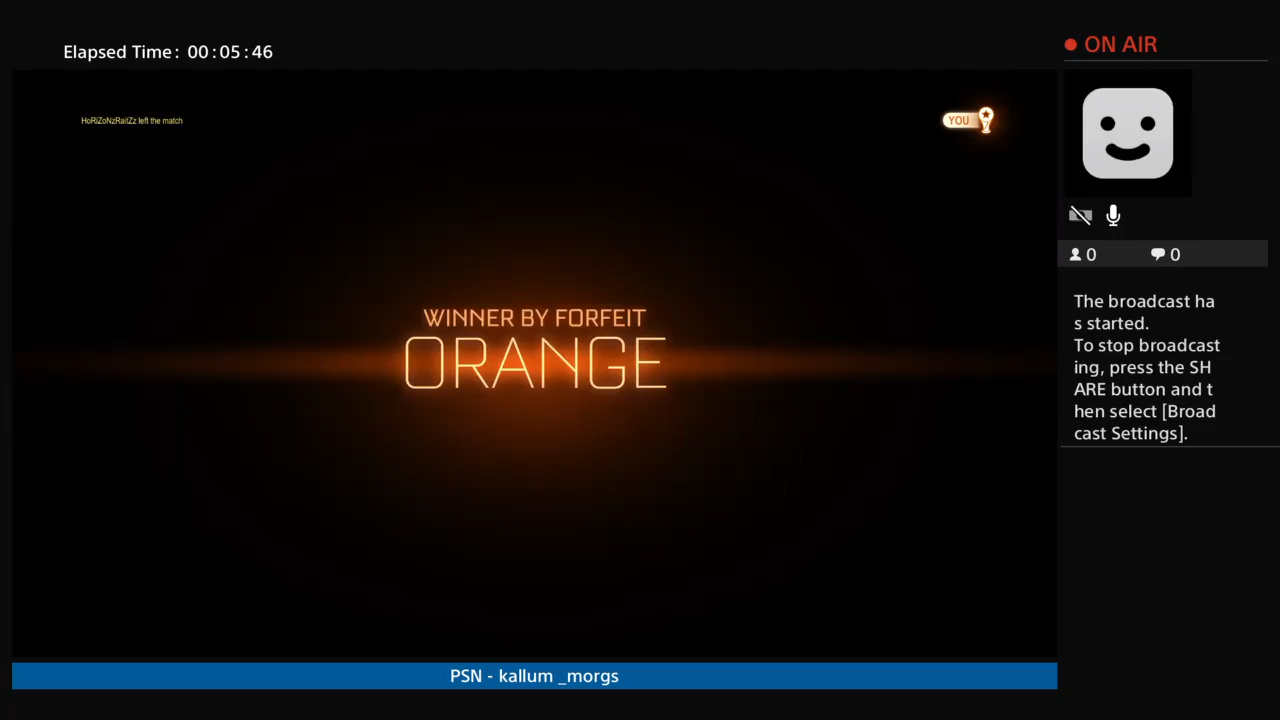 Elapsed Time: 00:05:46
ON AIR
HoRiZoNzRaitZz left the match
YOU
WINNER BY FORFEIT
ORANGE
0 0
The broadcast ha
s started.
To stop broadcast
ing, press the SH
ARE button and t
hen select [Broad
cast Settings].
PSN - kallum _morgs